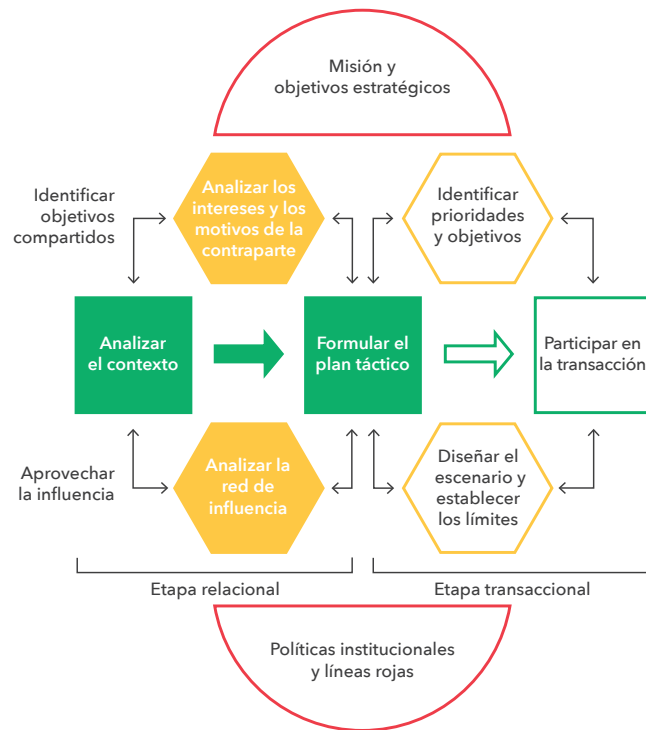 Misión y
objetivos estratégicos
Identificar
objetivos
compartidos
Analizar los
intereses y los
motivos de la
contraparte
Identificar
prioridades
y objetivos
Analizar
el contexto
Formular el
plan táctico
Participar en
la transacción
Aprovechar
la influencia
Analizar la
red de
influencia
Diseñar el
escenario y
establecer
los límites
Etapa relacional
Etapa transaccional
Políticas institucionales
y líneas rojas